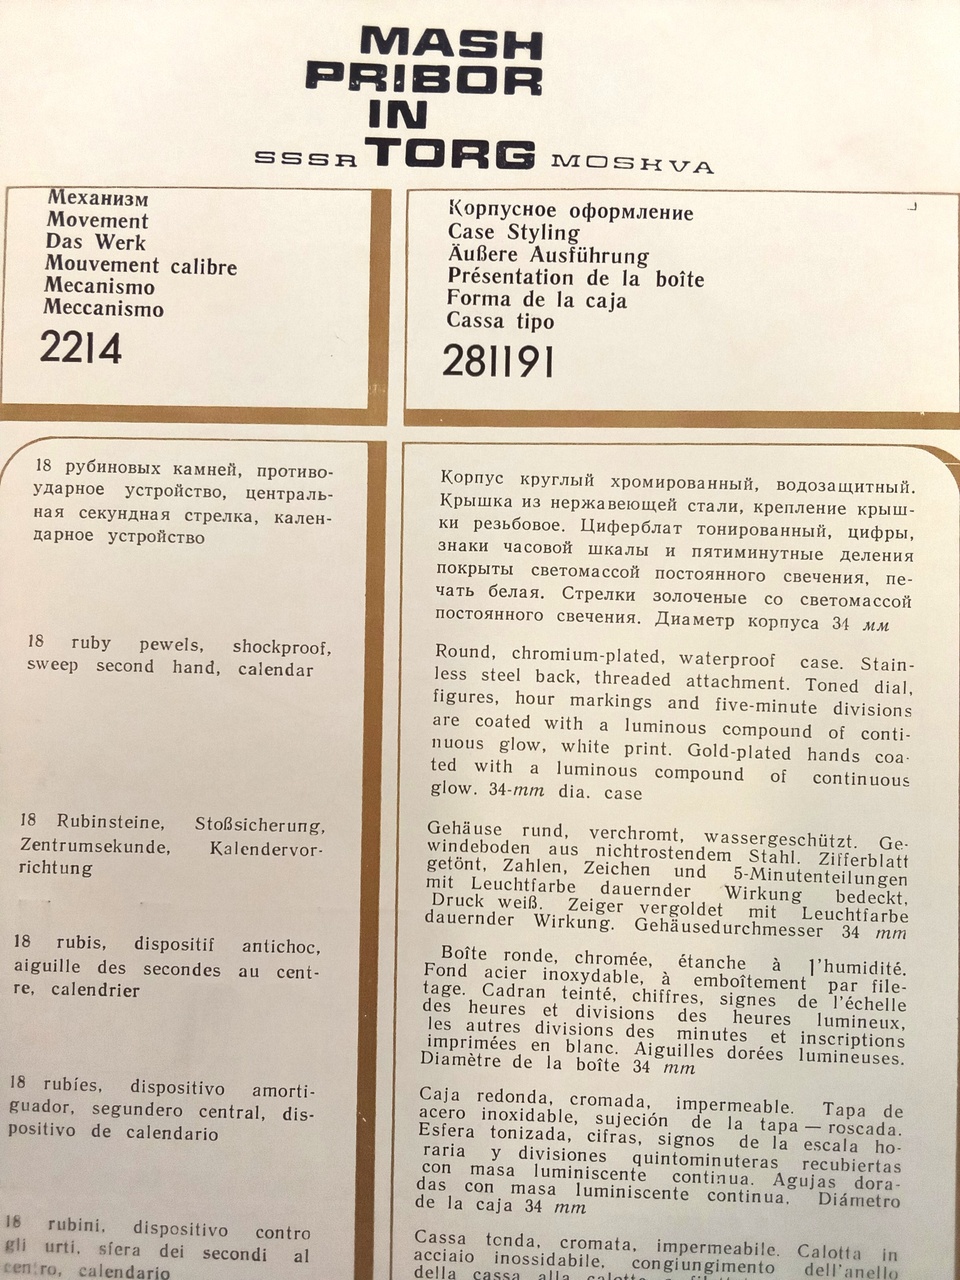 MASH
PRIBOR
IN
SSSR TORG MOSKVA
Механизм
Movement
Das Werk
Mouvement calibre
Mecanismo
Meccanismo
2214
Корпусное оформление
Case Styling
Äußere Ausführung
Présentation de la boîte
Forma de la caja
Cassa tipo
281191
18 рубиновых камней, противо-
ударное устройство, централь-
ная секундная стрелка, кален-
дарное устройство
18 ruby pewels, shockproof,
sweep second hand, calendar
18 Rubinsteine, Stoßsicherung,
Zentrumsekunde, Kalendervor-
richtung
18 rubis, dispositif antichoc,
aiguille des secondes au cent-
re, calendrier
18 rubíes, dispositivo amorti-
guador, segundero central, dis-
positivo de calendario
18 rubini, dispositivo contro
gli urti, sfera dei secondi al
centro, calendario
Корпус круглый хромированный, водозащитный.
Крышка из нержавеющей стали, крепление крыш-
ки резьбовое. Циферблат тонированный, цифры,
знаки часовой шкалы и пятиминутные деления
покрыты светомассой постоянного свечения, пе-
чать белая. Стрелки золоченые со светомассой
постоянного свечения. Диаметр корпуса 34 мм
Round, chromium-plated, waterproof case. Stain-
less steel back, threaded attachment. Toned dial,
figures, hour markings and five-minute divisions
are coated with a luminous compound of conti-
nuous glow, white print. Gold-plated hands coa-
ted with a luminous compound of continuous
glow. 34-mm dia. case
Gehäuse rund, verchromt, wassergeschützt. Ge-
windeboden aus nichtrostendem Stahl. Zifferblatt
getönt, Zahlen, Zeichen und 5-Minutenteilungen
mit Leuchtfarbe dauernder Wirkung bedeckt,
Druck weiß. Zeiger vergoldet mit Leuchtfarbe
dauernder Wirkung. Gehäusedurchmesser 34 mm
Boîte ronde, chromée, étanche à l'humidité.
Fond acier inoxydable, à emboîtement par file-
tage. Cadran teinté, chiffres, signes de l'échelle
des heures et divisions des heures lumineux,
les autres divisions des minutes et inscriptions
imprimées en blanc. Aiguilles dorées lumineuses.
Diamètre de la boîte 34 mm
Caja redonda, cromada, impermeable. Tapa de
acero inoxidable, sujeción de la tapa — roscada.
Esfera tonizada, cifras, signos de la escala ho-
raria y divisiones quintominuteras recubiertas
con masa luminiscente continua. Agujas dora-
das con masa luminiscente continua. Diámetro
de la caja 34 mm
Cassa tonda, cromata, impermeabile. Calotta in
acciaio inossidabile, congiungimento dell'anello
della cassa alla calotta